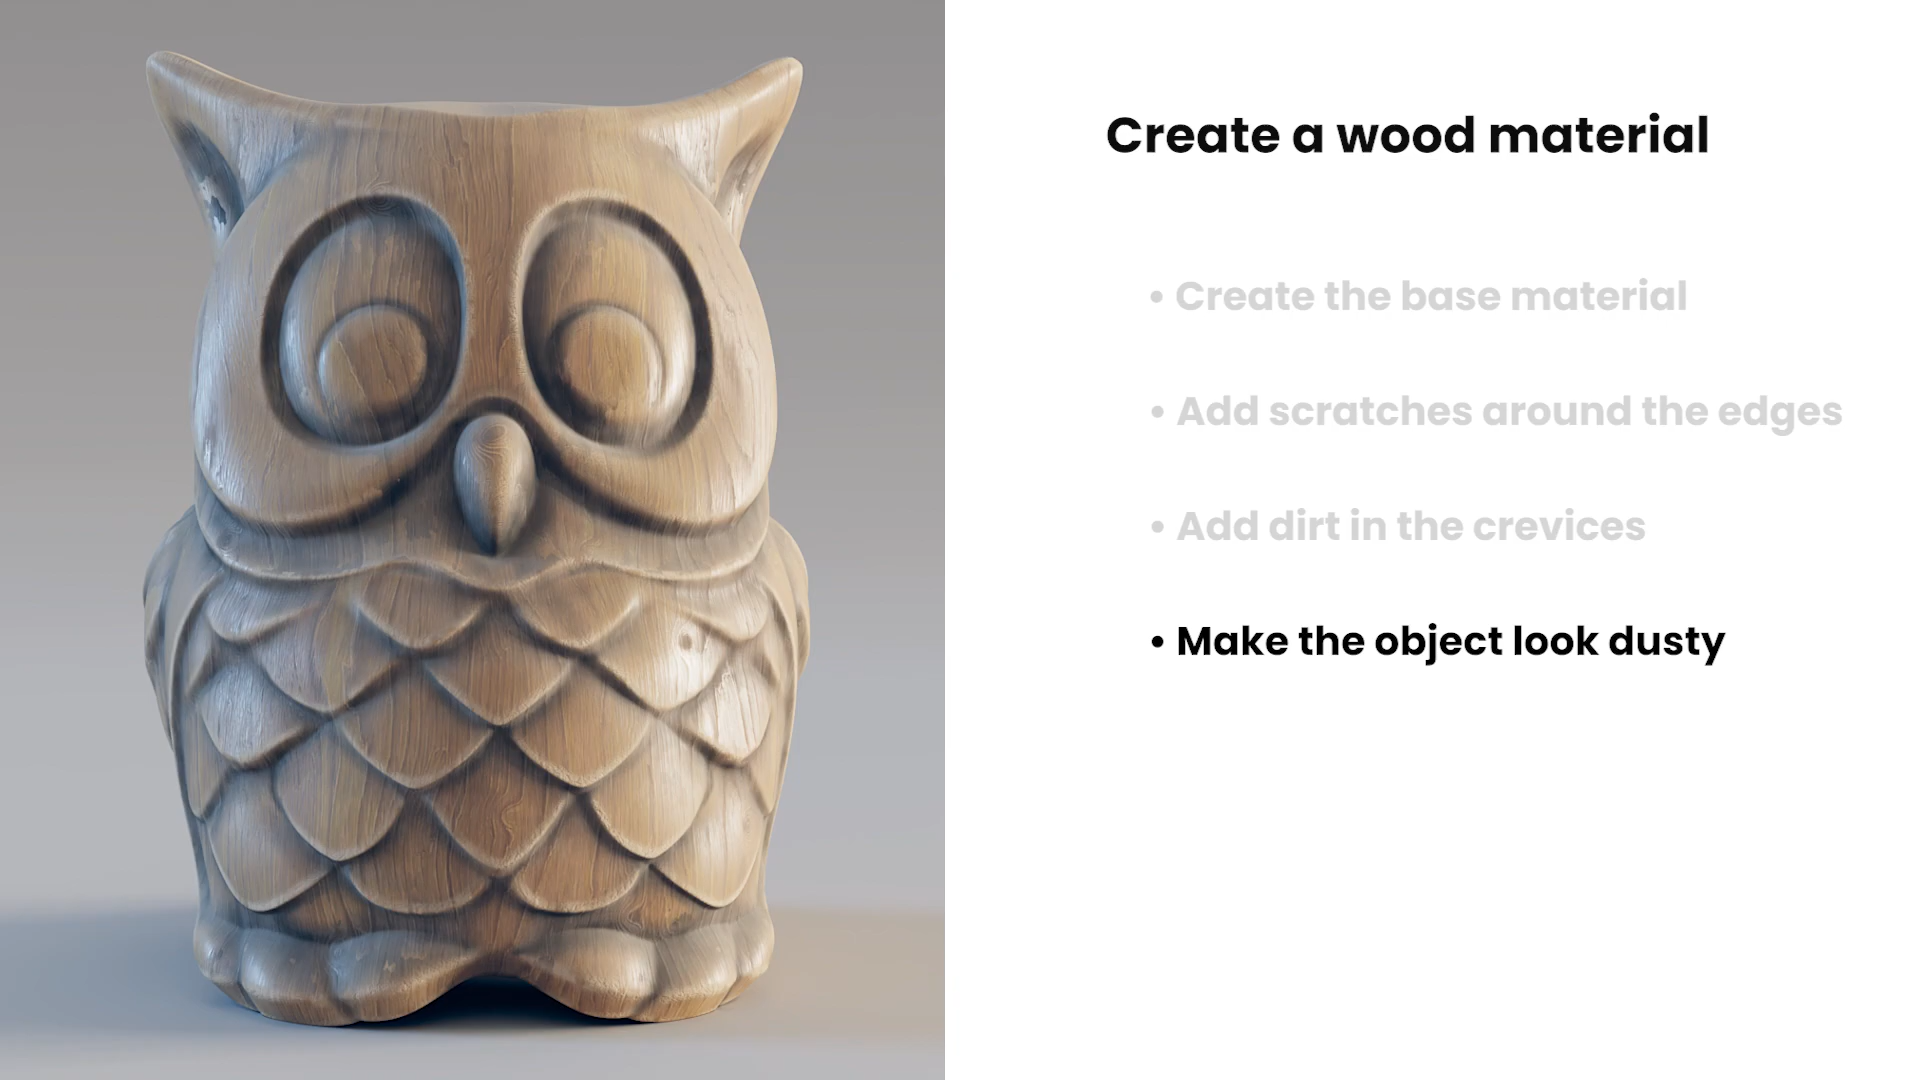 Create a wood material
• Create the base material
• Add scratches around the edges
• Add dirt in the crevices
• Make the object look dusty